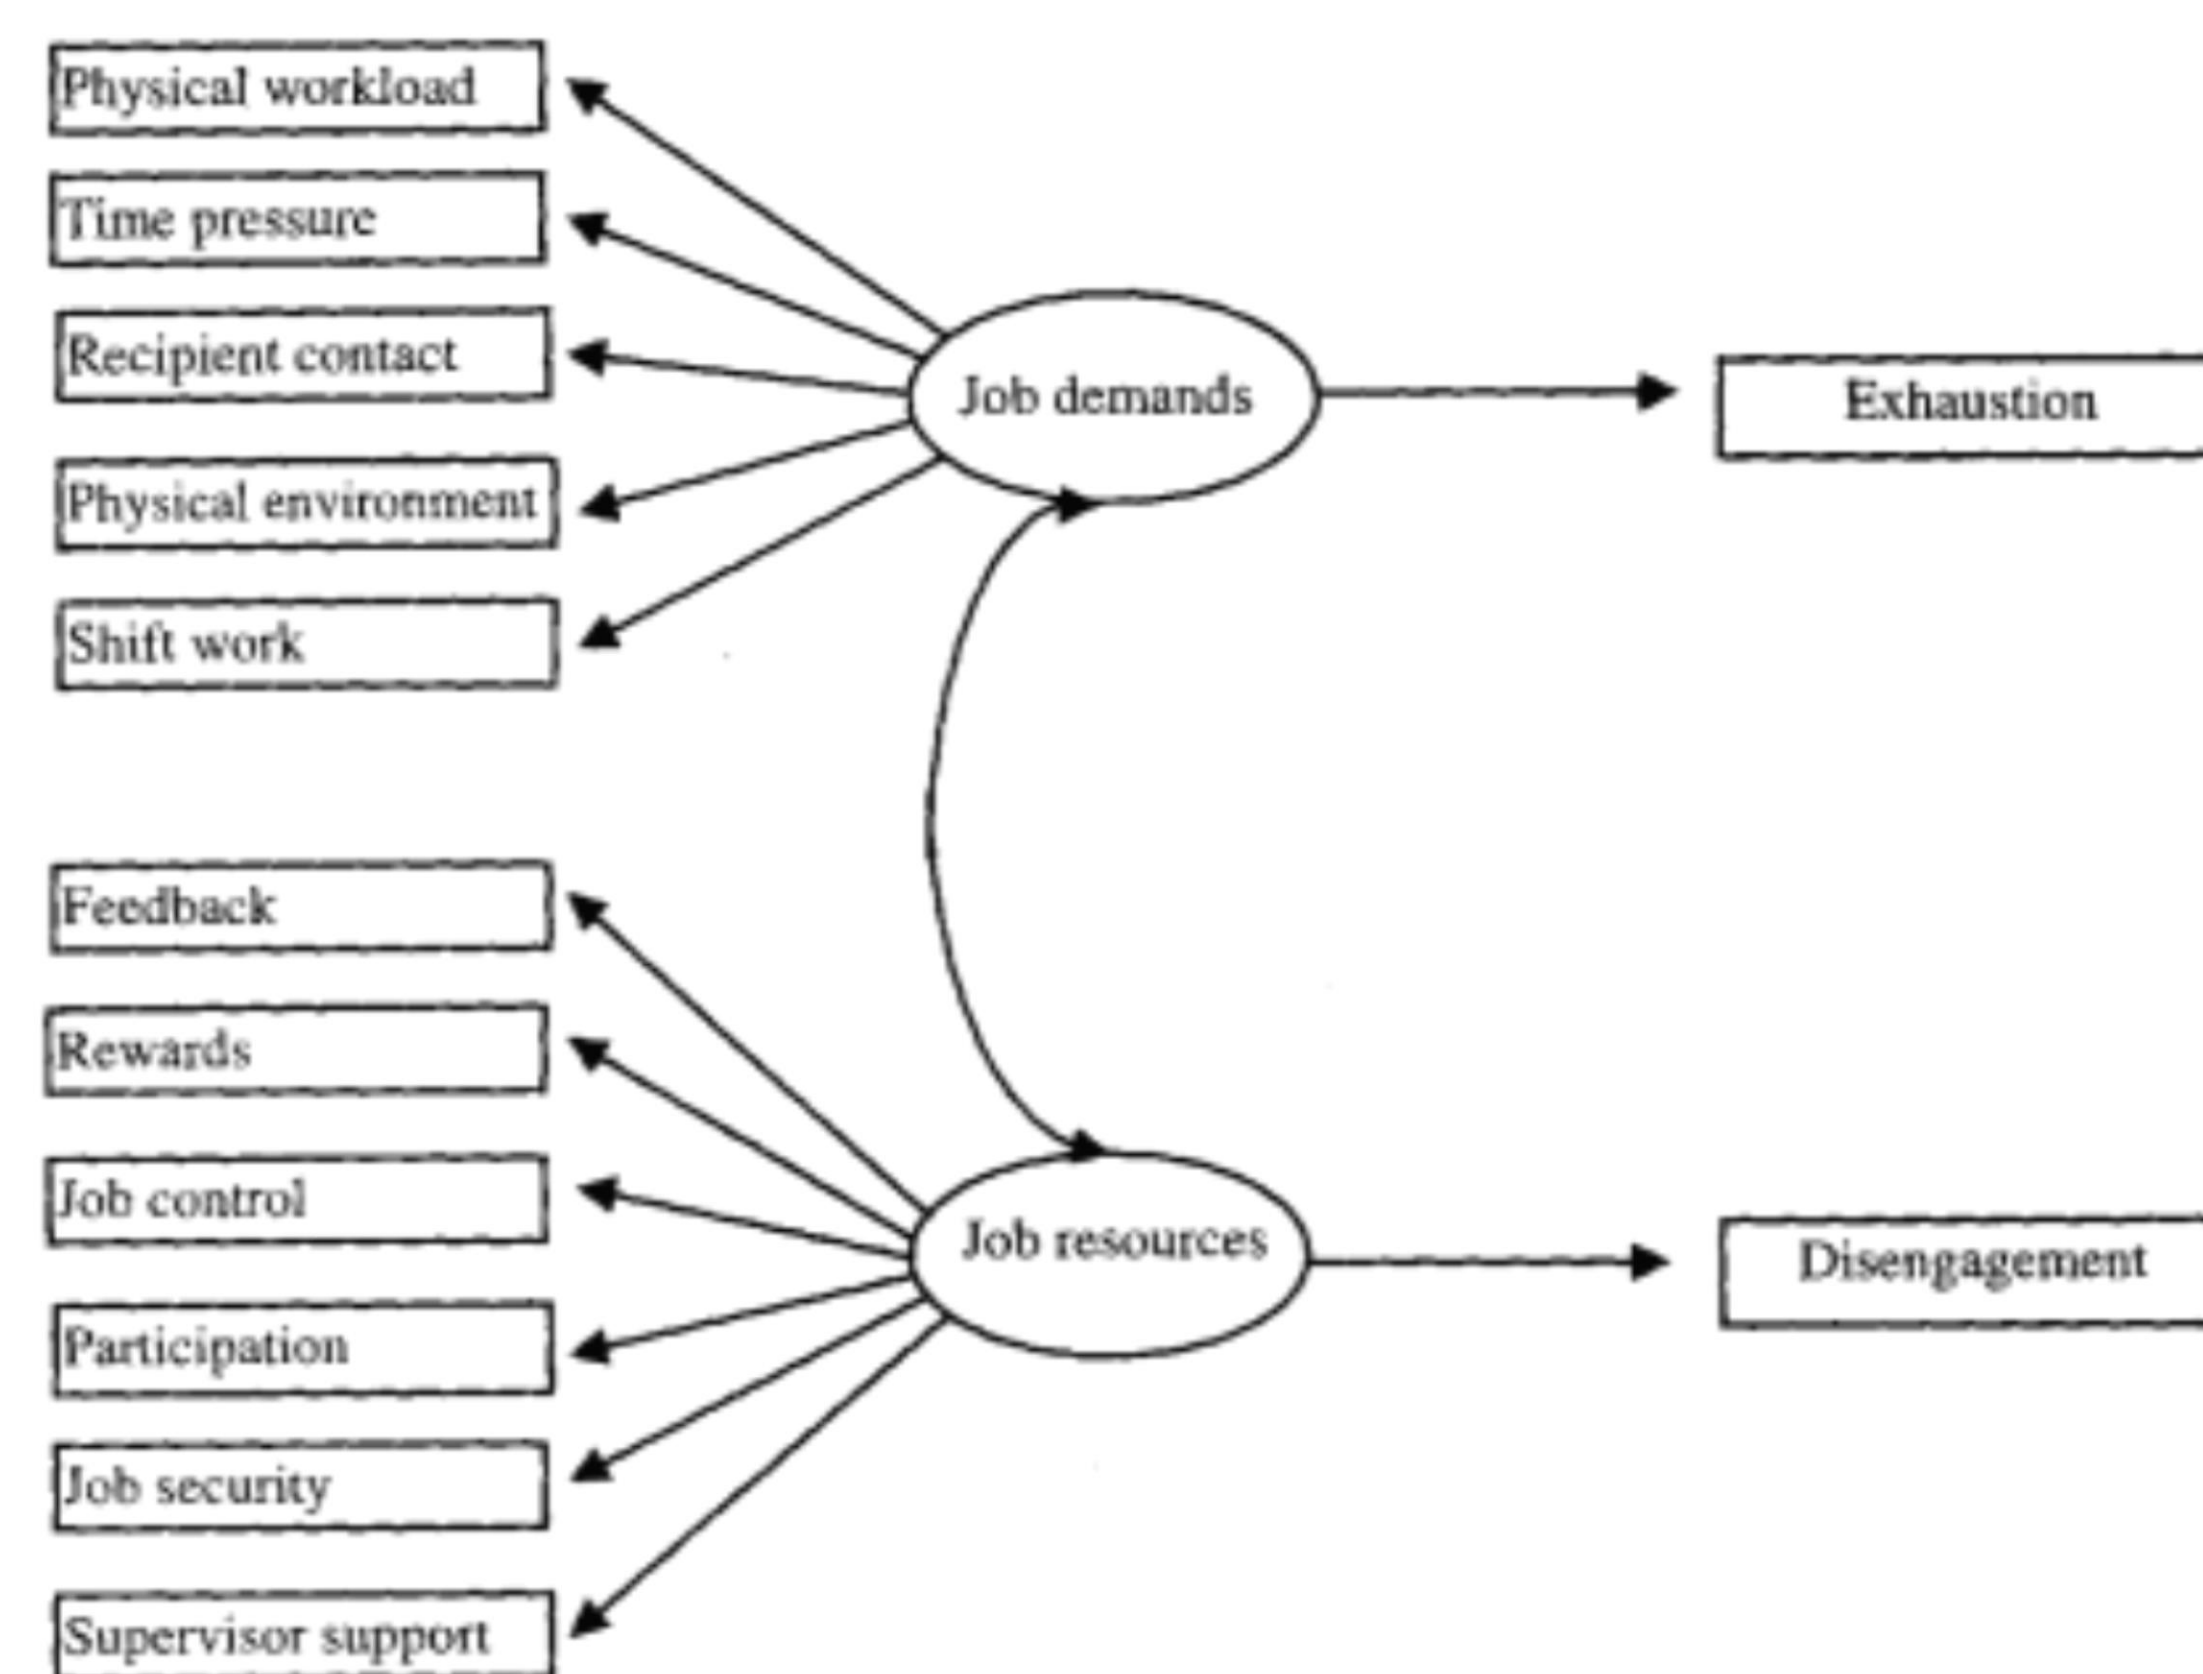 Physical workload
Time pressure
Recipient contact
Physical environment
Shift work
Job demands
Exhaustion
Feedback
Rewards
Job control
Participation
Job security
Supervisor support
Job resources
Disengagement